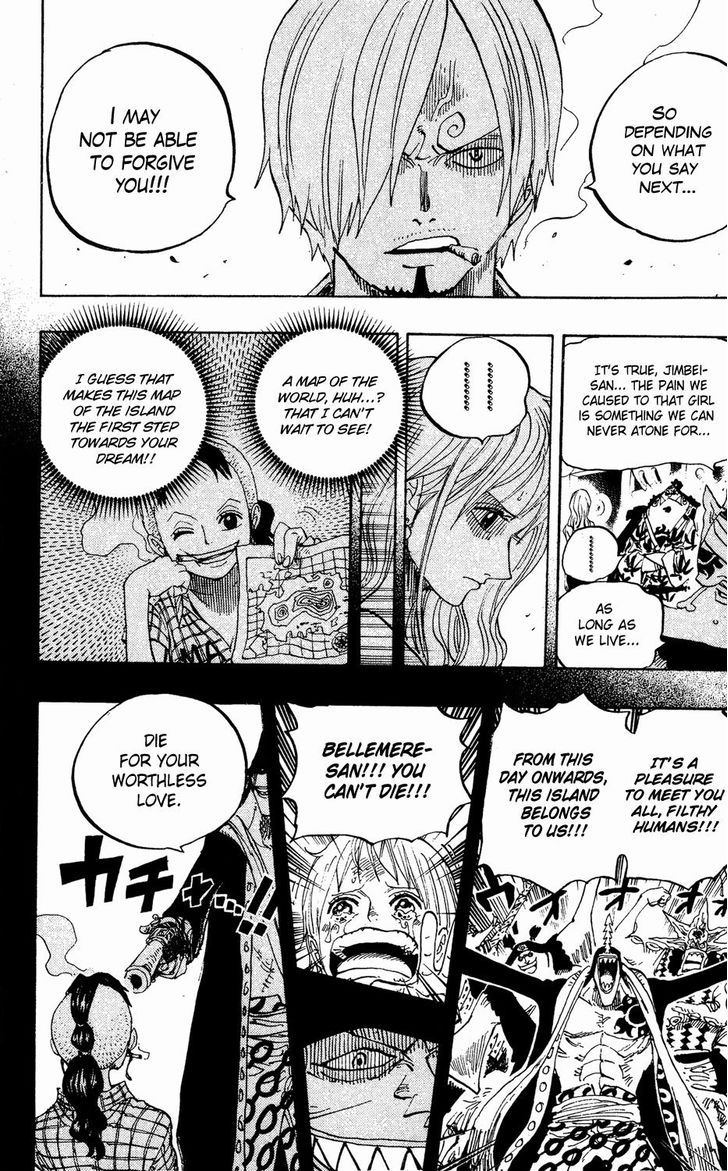 SO
DEPENDING
ON WHAT
YOU SAY
NEXT...
I MAY
NOT BE ABLE
TO FORGIVE
YOU!!!
IT'S TRUE, JIMBEI-
SAN... THE PAIN WE
CAUSED TO THAT GIRL
IS SOMETHING WE CAN
NEVER ATONE FOR...
AS
LONG AS
WE LIVE...
A MAP OF THE
WORLD, HUH...?
THAT I CAN'T
WAIT TO SEE!
I GUESS THAT
MAKES THIS MAP
OF THE ISLAND
THE FIRST STEP
TOWARDS YOUR
DREAM!!
IT'S A
PLEASURE
TO MEET YOU
ALL, FILTHY
HUMANS!!!
FROM THIS
DAY ONWARDS,
THIS ISLAND
BELONGS
TO US!!!
BELLEMERE-
SAN!!! YOU
CAN'T DIE!!!
DIE
FOR YOUR
WORTHLESS
LOVE.
カチャ…!!